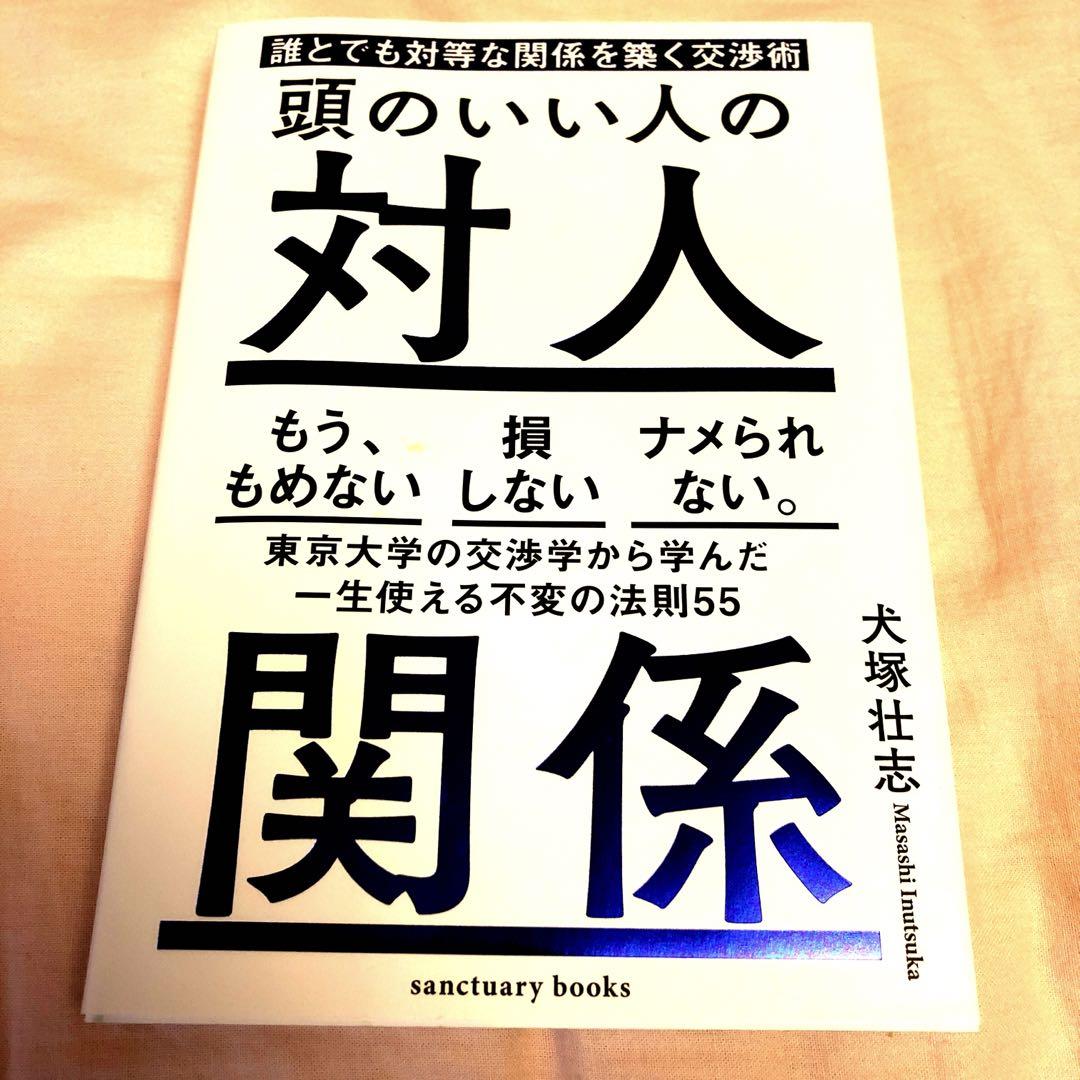 誰とでも対等な関係を築く交渉術
頭のいい人の
対人
もう、
もめない
損
しない
ナメられ
ない。
東京大学の交渉学から学んだ
一生使える不変の法則55
関係
犬塚壮志
Masashi Inutsuka
sanctuary books